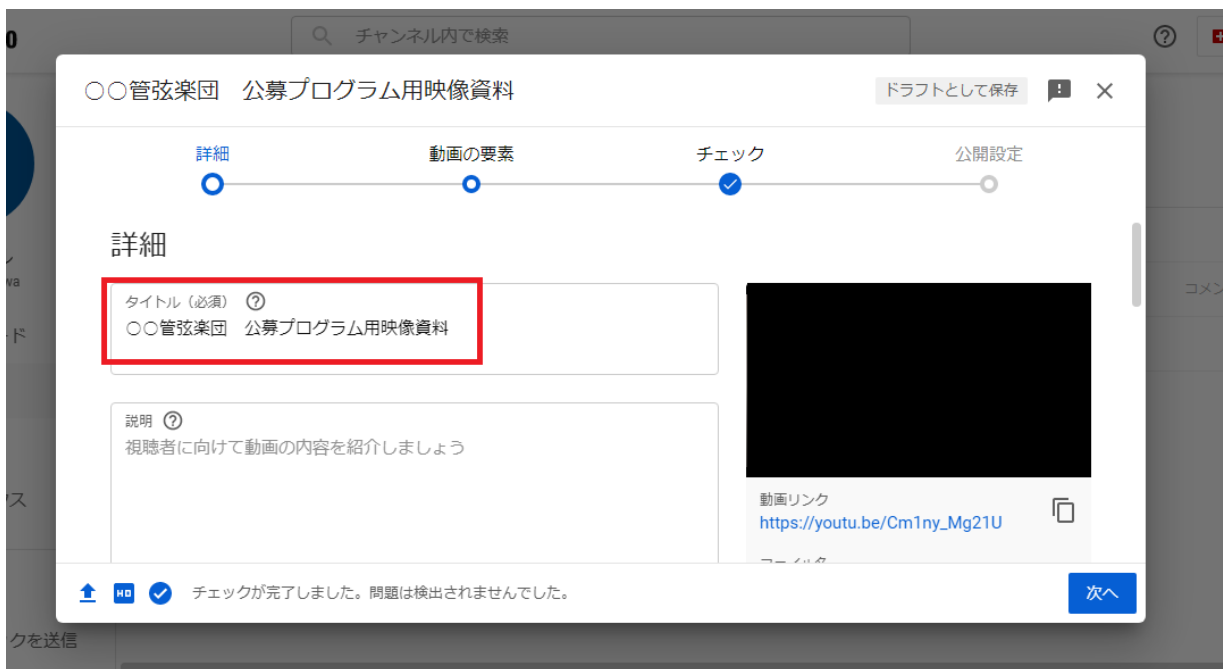 チャンネル内で検索
○○管弦楽団　公募プログラム用映像資料
ドラフトとして保存
詳細
動画の要素
チェック
公開設定
詳細
タイトル（必須）
○○管弦楽団　公募プログラム用映像資料
説明
視聴者に向けて動画の内容を紹介しましょう
動画リンク
https://youtu.be/Cm1ny_Mg21U
HD
チェックが完了しました。問題は検出されませんでした。
次へ
wa
コメン
ード
クス
クを送信